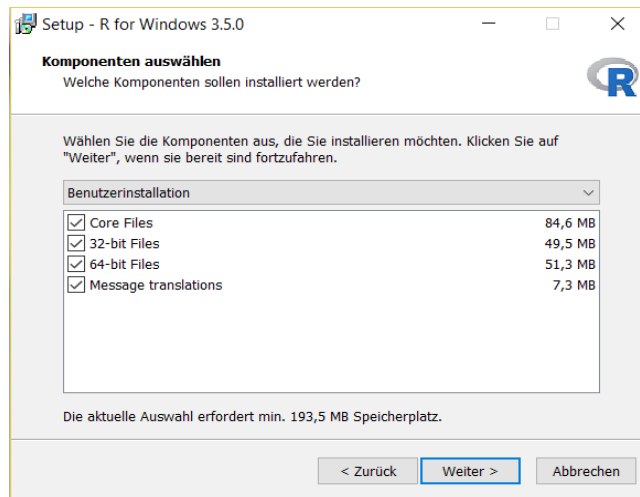 Setup - R for Windows 3.5.0
Komponenten auswählen
Welche Komponenten sollen installiert werden?
R
Wählen Sie die Komponenten aus, die Sie installieren möchten. Klicken Sie auf
"Weiter", wenn sie bereit sind fortzufahren.
Benutzerinstallation
Core Files 84,6 MB
32-bit Files 49,5 MB
64-bit Files 51,3 MB
Message translations 7,3 MB
Die aktuelle Auswahl erfordert min. 193,5 MB Speicherplatz.
< Zurück Weiter > Abbrechen